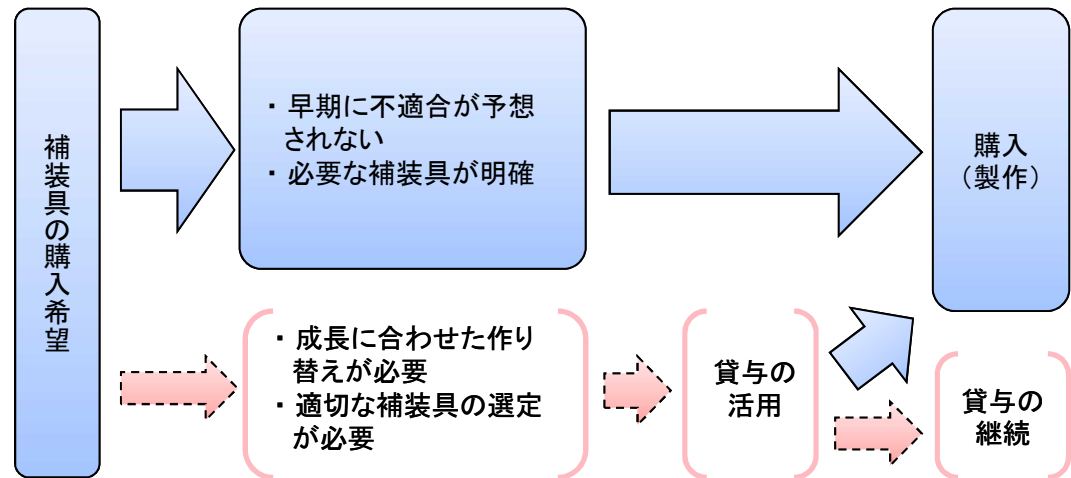 補装具の購入希望
・ 早期に不適合が予想
されない
・ 必要な補装具が明確
購入
（製作）
・ 成長に合わせた作り
替えが必要
・ 適切な補装具の選定
が必要
貸与の
活用
貸与の
継続